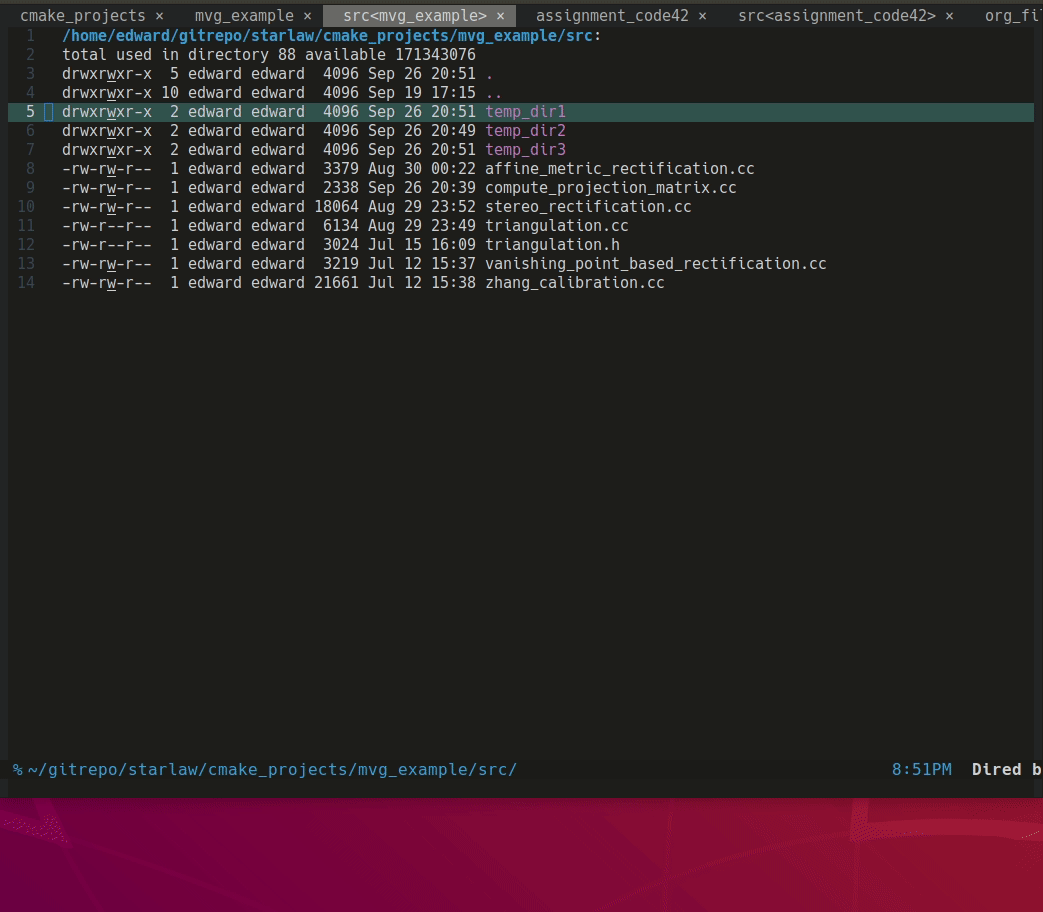 cmake_projects × mvg_example × src<mvg_example> × assignment_code42 × src<assignment_code42> × org_fi
1 /home/edward/gitrepo/starlaw/cmake_projects/mvg_example/src:
2 total used in directory 88 available 171343076
3 drwxrwxr-x 5 edward edward 4096 Sep 26 20:51 .
4 drwxrwxr-x 10 edward edward 4096 Sep 19 17:15 ..
5 drwxrwxr-x 2 edward edward 4096 Sep 26 20:51 temp_dir1
6 drwxrwxr-x 2 edward edward 4096 Sep 26 20:49 temp_dir2
7 drwxrwxr-x 2 edward edward 4096 Sep 26 20:51 temp_dir3
8 -rw-rw-r-- 1 edward edward 3379 Aug 30 00:22 affine_metric_rectification.cc
9 -rw-rw-r-- 1 edward edward 2338 Sep 26 20:39 compute_projection_matrix.cc
10 -rw-rw-r-- 1 edward edward 18064 Aug 29 23:52 stereo_rectification.cc
11 -rw-r--r-- 1 edward edward 6134 Aug 29 23:49 triangulation.cc
12 -rw-r--r-- 1 edward edward 3024 Jul 15 16:09 triangulation.h
13 -rw-rw-r-- 1 edward edward 3219 Jul 12 15:37 vanishing_point_based_rectification.cc
14 -rw-rw-r-- 1 edward edward 21661 Jul 12 15:38 zhang_calibration.cc
% ~/gitrepo/starlaw/cmake_projects/mvg_example/src/ 8:51PM Dired b